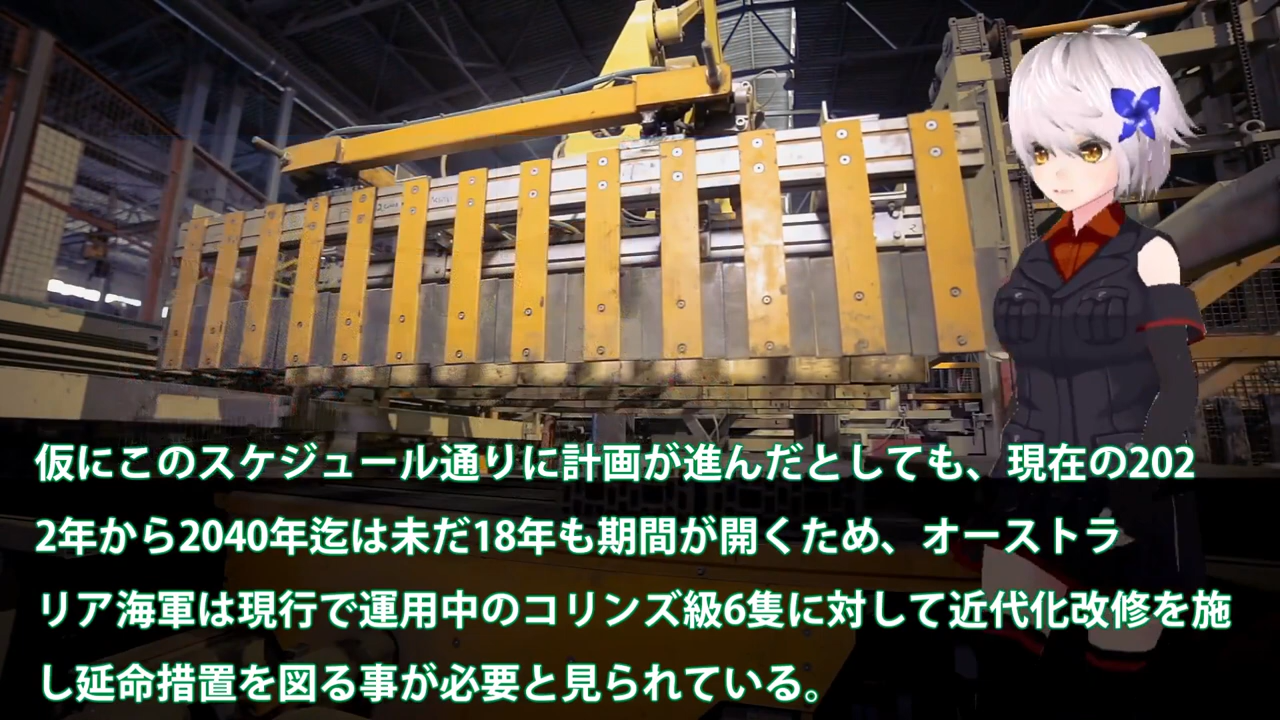 仮にこのスケジュール通りに計画が進んだとしても、現在の202
2年から2040年迄は未だ18年も期間が開くため、オーストラ
リア海軍は現行で運用中のコリンズ級6隻に対して近代化改修を施
し延命措置を図る事が必要と見られている。